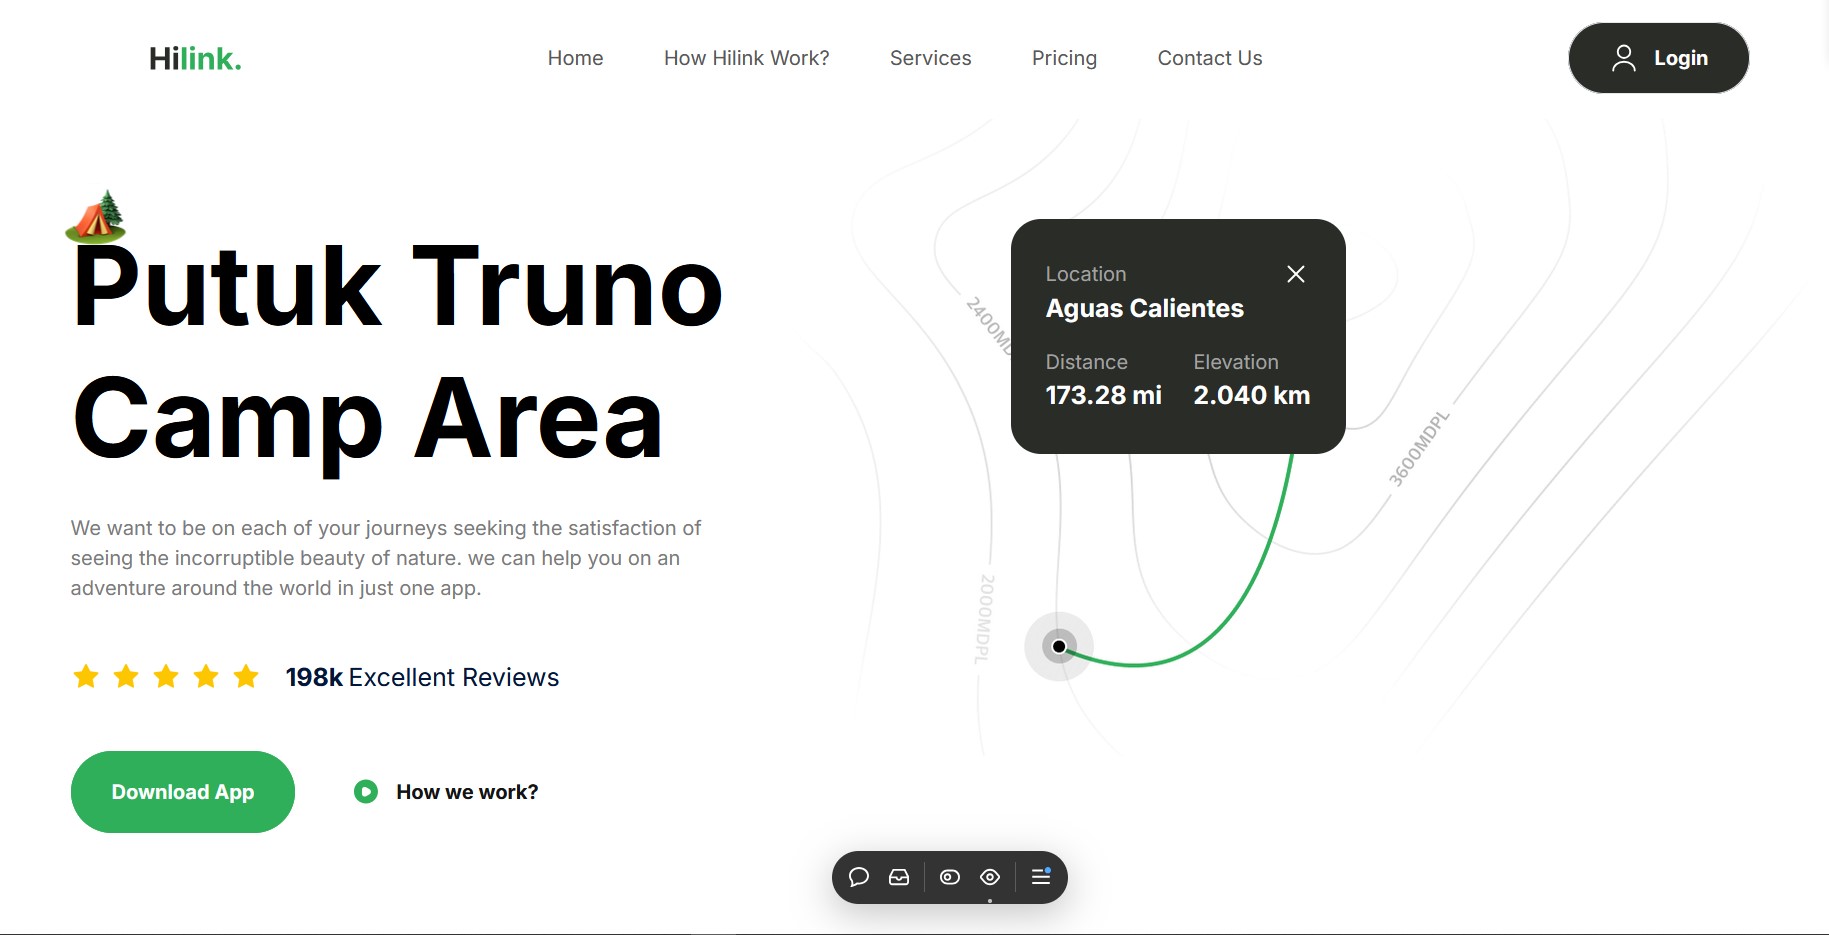 Hilink.
Home
How Hilink Work?
Services
Pricing
Contact Us
Login
Putuk Truno
Camp Area
We want to be on each of your journeys seeking the satisfaction of
seeing the incorruptible beauty of nature. we can help you on an
adventure around the world in just one app.
198k Excellent Reviews
Download App
How we work?
2400MD
Location
Aguas Calientes
Distance
Elevation
173.28 mi
2.040 km
3600MDPL
2000MDPL